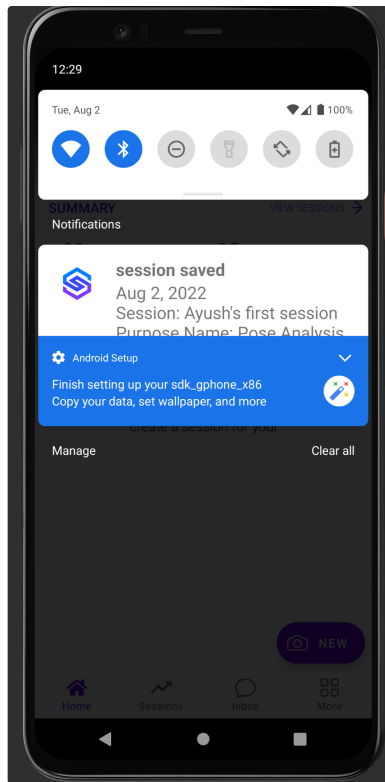 12:29
Tue, Aug 2
100%
SUMMARY
VIEW SESSIONS
Notifications
session saved
Aug 2, 2022
Session: Ayush's first session
Purpose Name: Pose Analysis
Android Setup
Finish setting up your sdk_gphone_x86
Copy your data, set wallpaper, and more
create a session for you!
Manage
Clear all
NEW
Home
Sessions
Inbox
More